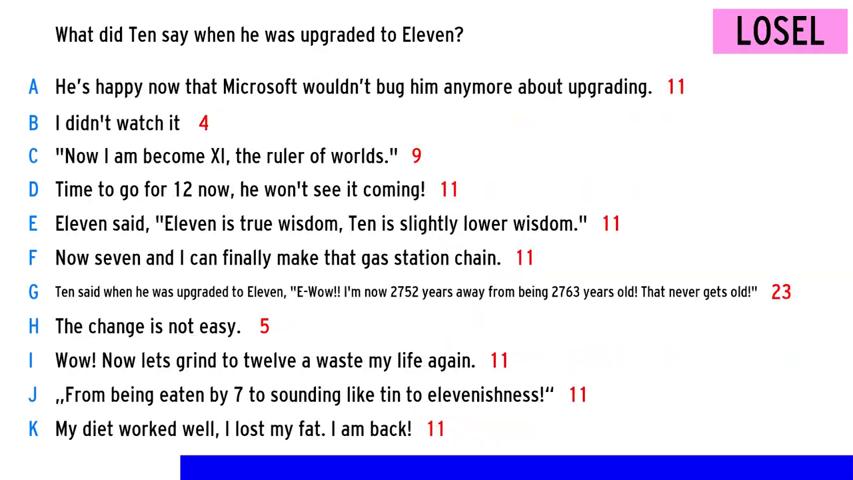 What did Ten say when he was upgraded to Eleven?
LOSEL
A He's happy now that Microsoft wouldn't bug him anymore about upgrading. 11
B I didn't watch it 4
C "Now I am become XI, the ruler of worlds." 9
D Time to go for 12 now, he won't see it coming! 11
E Eleven said, "Eleven is true wisdom, Ten is slightly lower wisdom." 11
F Now seven and I can finally make that gas station chain. 11
G Ten said when he was upgraded to Eleven, "E-Wow!! I'm now 2752 years away from being 2763 years old! That never gets old!" 23
H The change is not easy. 5
I Wow! Now lets grind to twelve a waste my life again. 11
J „From being eaten by 7 to sounding like tin to elevenishness!“ 11
K My diet worked well, I lost my fat. I am back! 11